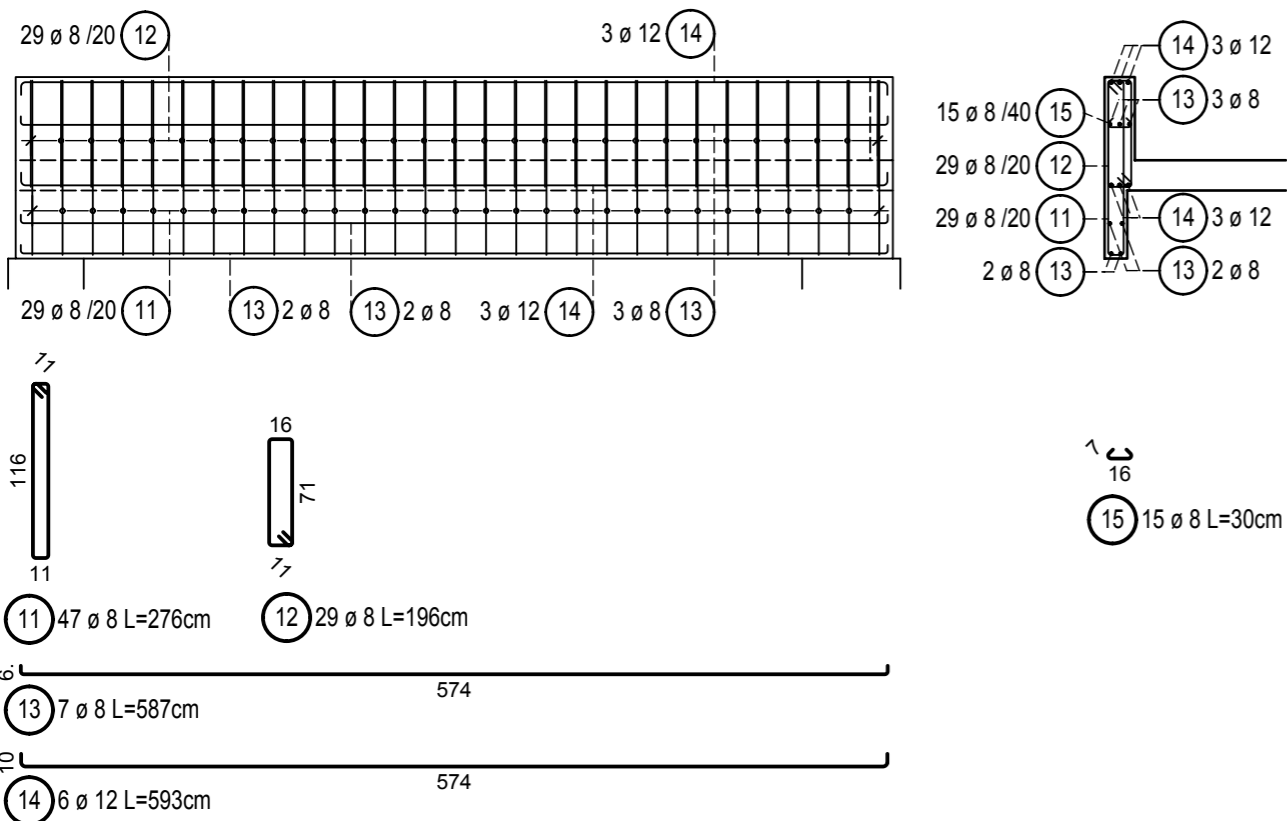 29 ø 8 /20 12
3 ø 12 14
14 3 ø 12
13 3 ø 8
15 ø 8 /40 15
29 ø 8 /20 12
29 ø 8 /20 11
14 3 ø 12
2 ø 8 13
13 2 ø 8
29 ø 8 /20 11
13 2 ø 8
13 2 ø 8
3 ø 12 14
3 ø 8 13
11
116
11
11 47 ø 8 L=276cm
16
71
11
12 29 ø 8 L=196cm
7
16
15 15 ø 8 L=30cm
6.
574
13 7 ø 8 L=587cm
10
574
14 6 ø 12 L=593cm